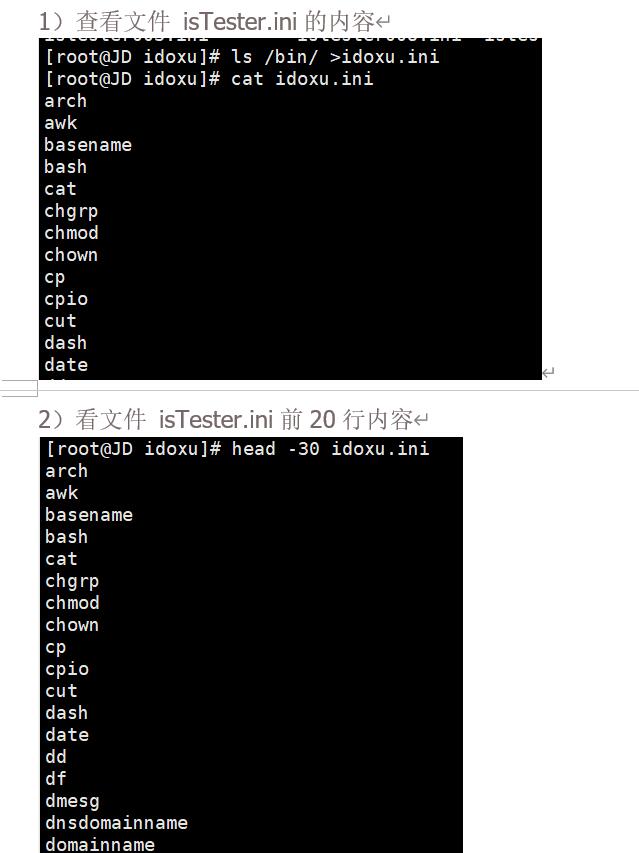 1）查看文件 isTester.ini 的内容↵
[root@JD idoxu]# ls /bin/ >idoxu.ini
[root@JD idoxu]# cat idoxu.ini
arch
awk
basename
bash
cat
chgrp
chmod
chown
cp
cpio
cut
dash
date
↵
2）看文件 isTester.ini 前 20 行内容↵
[root@JD idoxu]# head -30 idoxu.ini
arch
awk
basename
bash
cat
chgrp
chmod
chown
cp
cpio
cut
dash
date
dd
df
dmesg
dnsdomainname
domainname